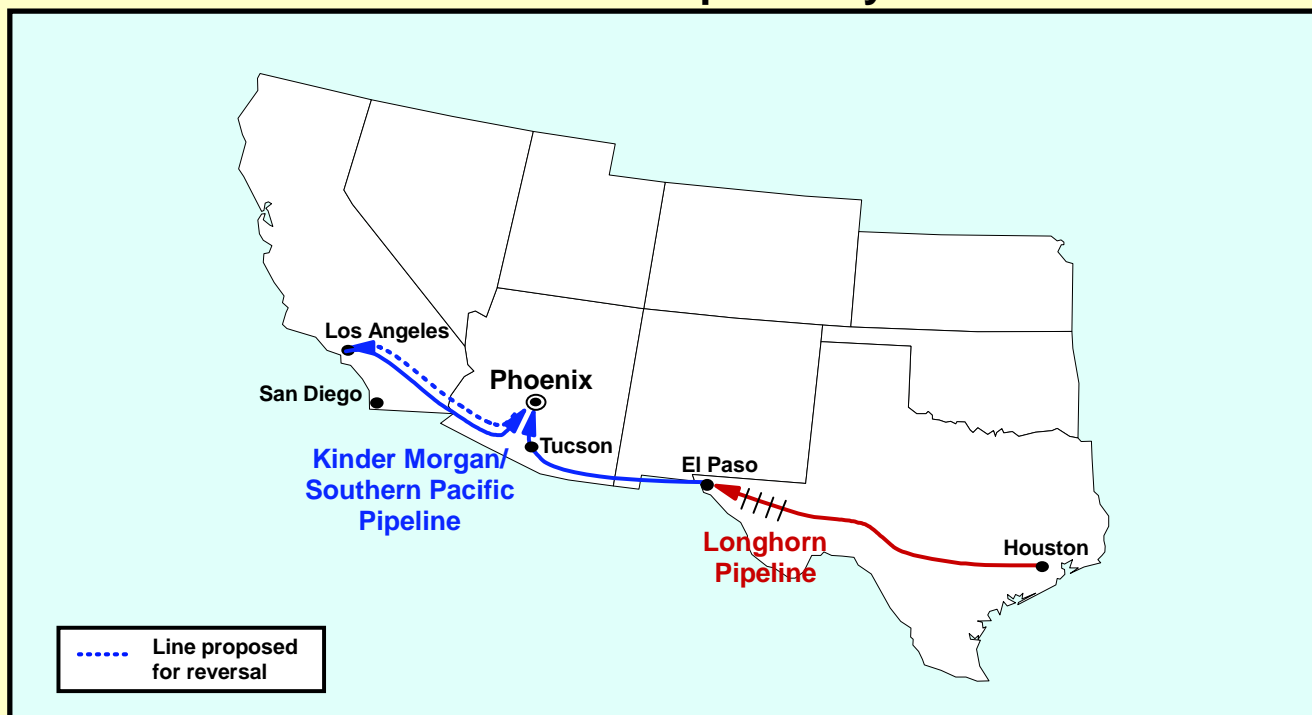 Los Angeles
San Diego
Phoenix
Tucson
Kinder Morgan/
Southern Pacific
Pipeline
El Paso
Longhorn
Pipeline
Houston
Line proposed
for reversal